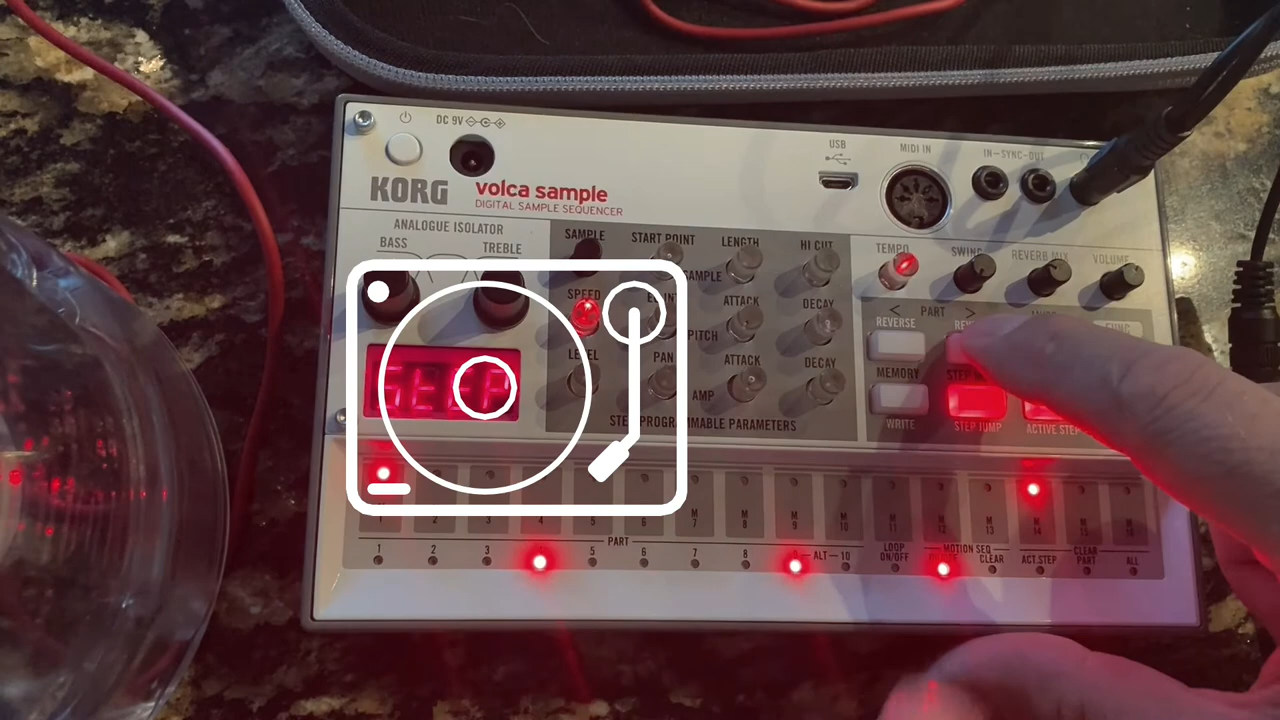 DC 9V
USB
MIDI IN
IN-SYNC-OUT
KORG
volca sample
DIGITAL SAMPLE SEQUENCER
ANALOGUE ISOLATOR
BASS
TREBLE
SAMPLE
START POINT
LENGTH
HI CUT
SAMPLE
TEMPO
SWING
REVERB MIX
VOLUME
SPEED
ATTACK
DECAY
PITCH
< PART >
REVERSE
FUNC
LEVEL
PAN
ATTACK
DECAY
AMP
MEMORY
WRITE
STEP JUMP
STEP PROGRAMMABLE PARAMETERS
1 2 3 4 5 6 M 7 M 8 M 9 M 10 M 11 M 12 M 13 M 14 M 15 M 16
PART
1 2 3 5 6 7 8 9 ALT 10
LOOP ON/OFF
MOTION SEQ
CLEAR
ACT.STEP
CLEAR
PART
ALL